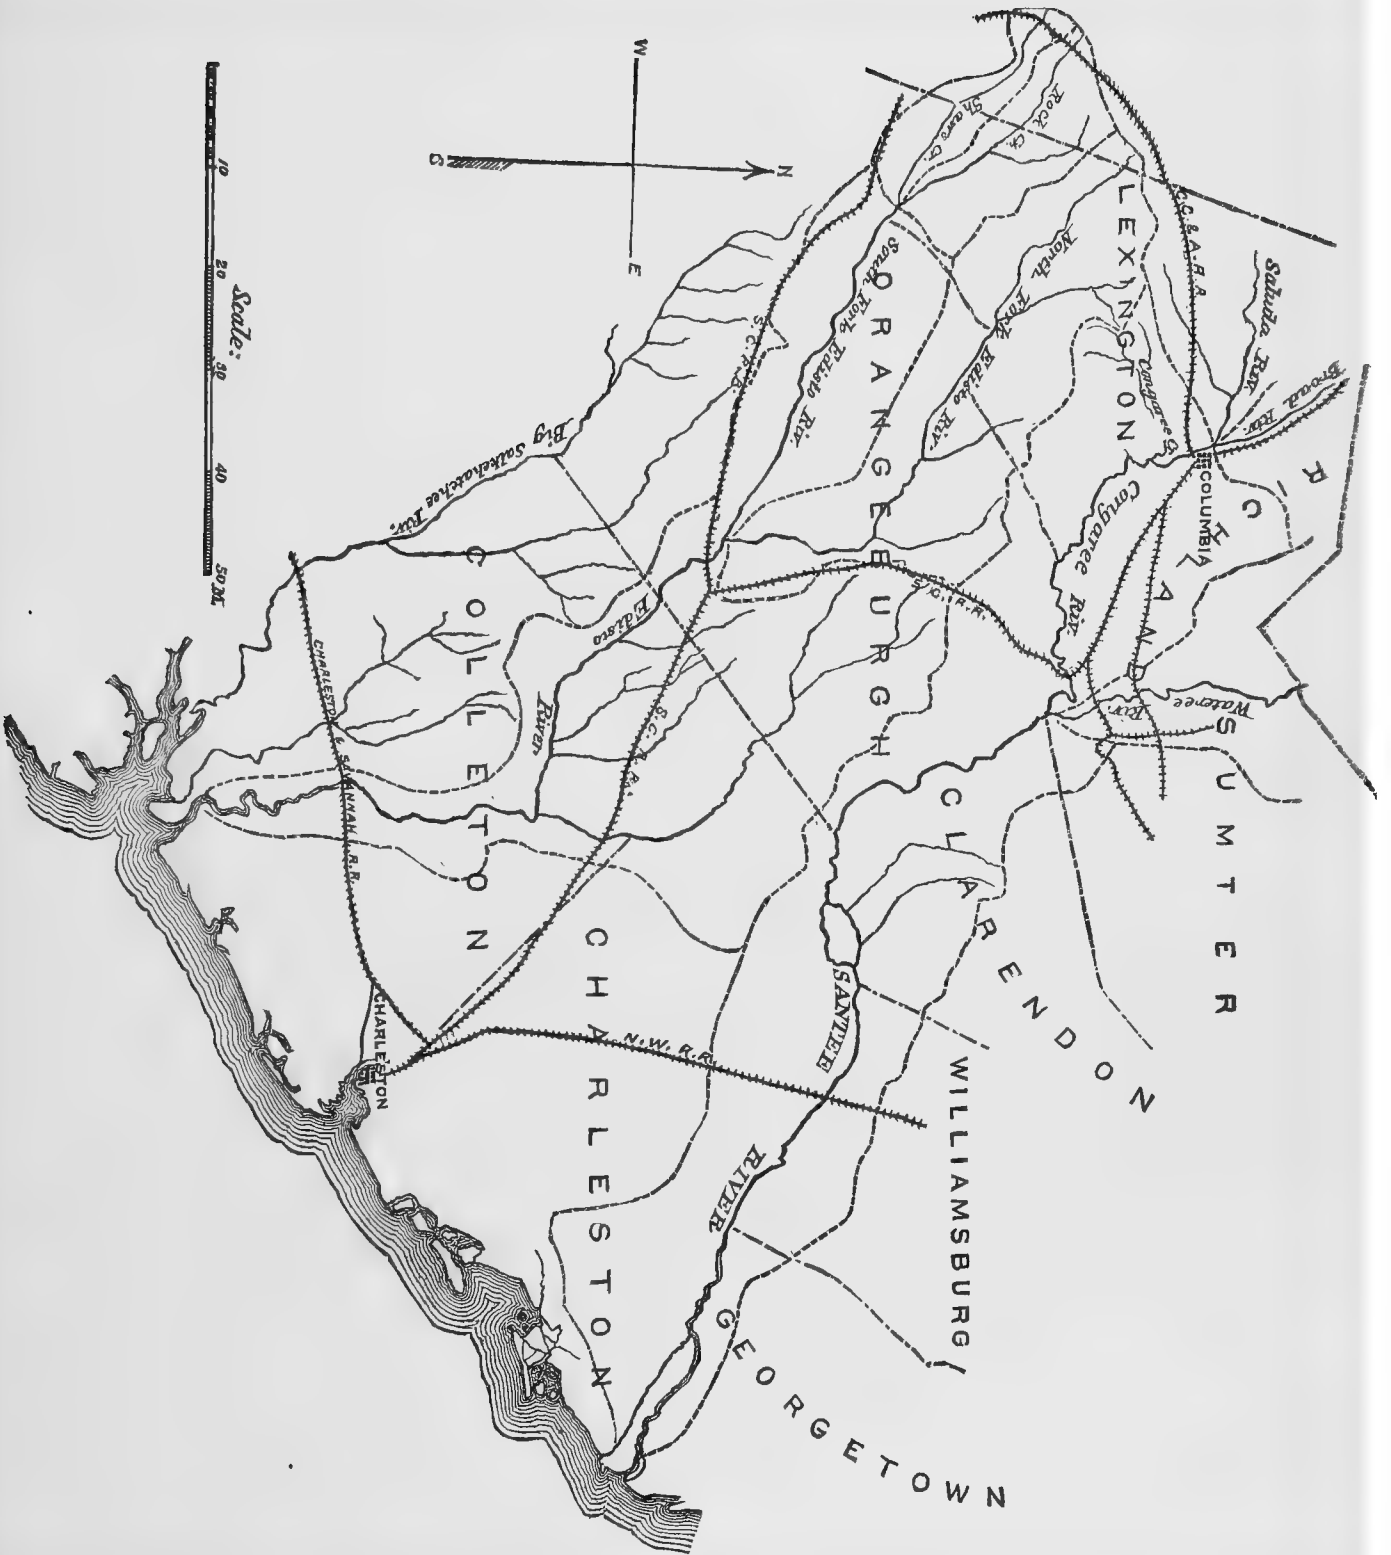 W
N
S
E
Scale:
10
20
30
40
50 M.
LEXINGTON
ORANGEBURGH
RICHLAND
SUMTER
CLARENDON
WILLIAMSBURG
GEORGETOWN
CHARLESTON
COLLETON
COLUMBIA
CHARLESTON
Shaws Cr.
Rock Ch.
C.C. & A. R.R.
Saluda Riv.
Broad Riv.
Congaree Cr.
Congaree Riv.
North Fork Edisto Riv.
South Fork Edisto Riv.
S. C. R. R.
S. C. R. R.
S. C. R. R.
Wateree Riv.
Big Salkehatchee Riv.
Edisto River
CHARLESTON & SAVANNAH R.R.
N. W. R.R.
SANTEE RIVER